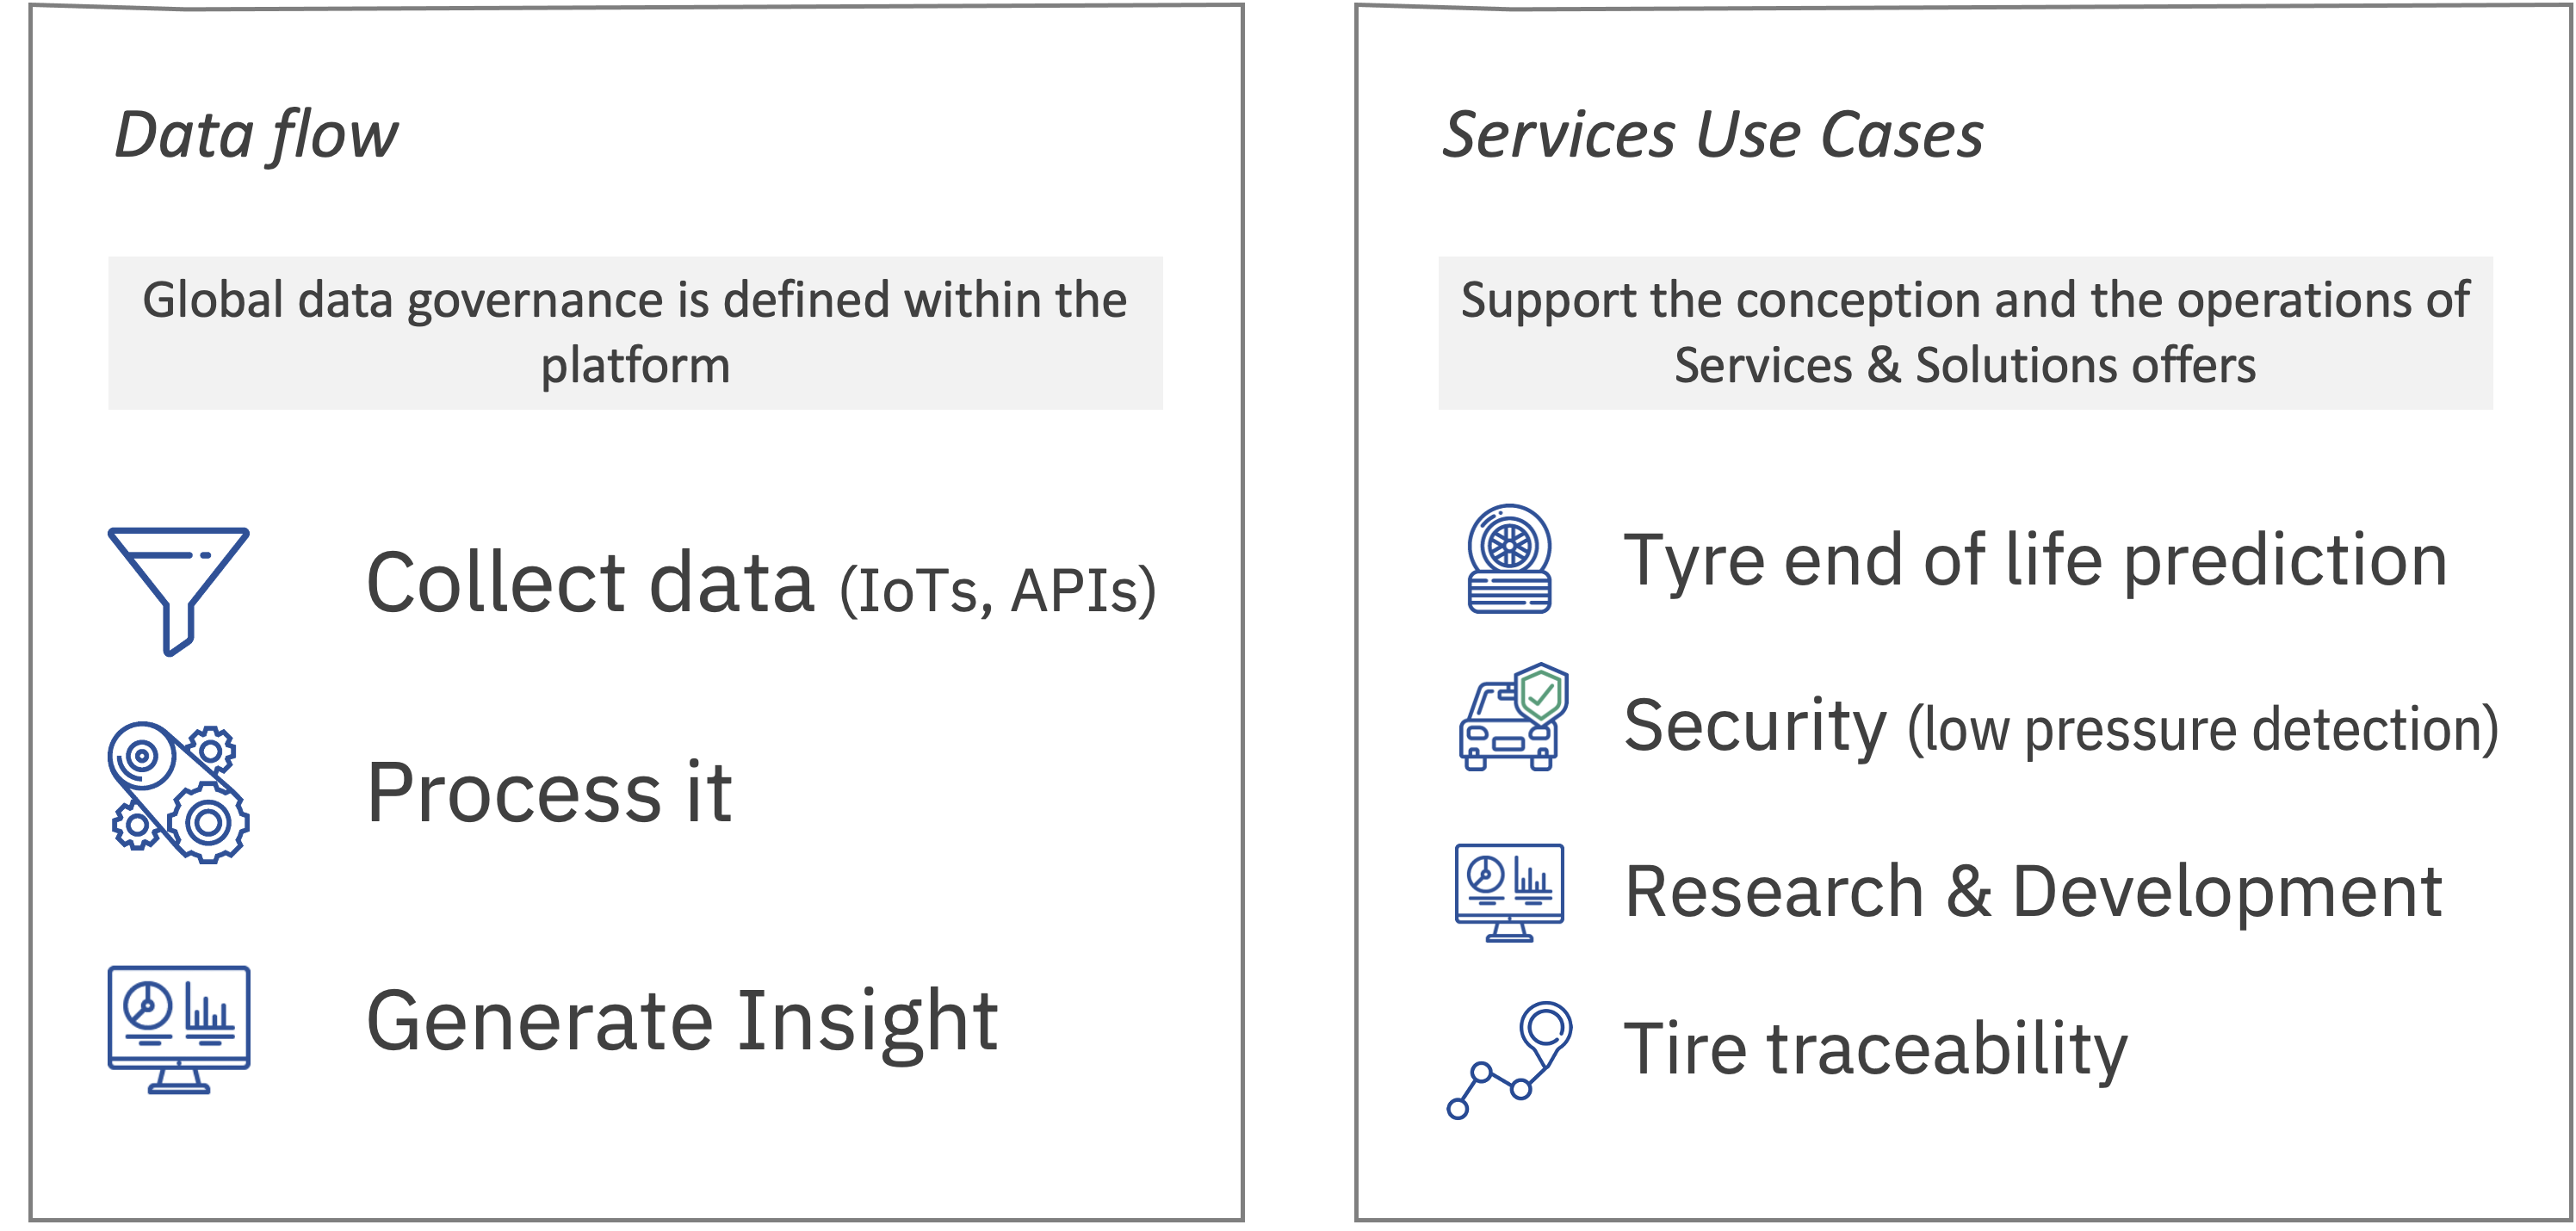 Data flow
Global data governance is defined within the
platform
Collect data (IoTs, APIs)
Process it
Generate Insight
Services Use Cases
Support the conception and the operations of
Services & Solutions offers
Tyre end of life prediction
Security (low pressure detection)
Research & Development
Tire traceability